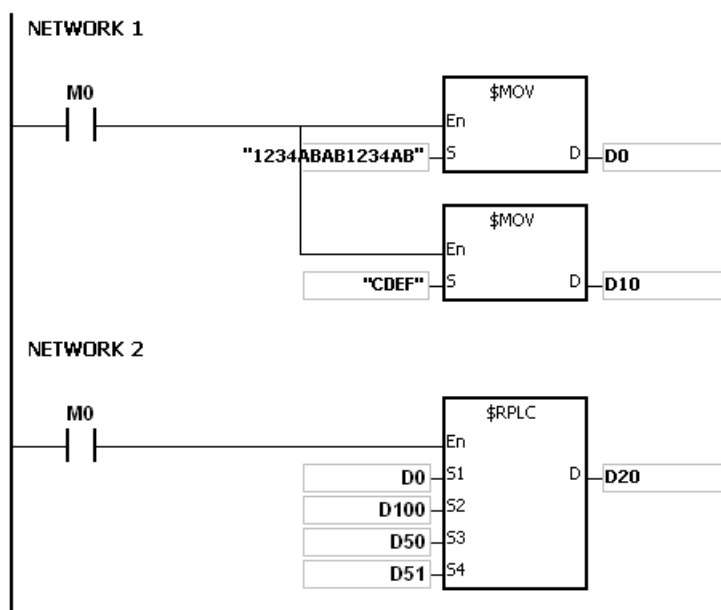 NETWORK 1
M0
$MOV
En
"1234ABAB1234AB" S D D0
$MOV
En
"CDEF" S D D10
NETWORK 2
M0
$RPLC
En
D0 S1 D D20
D100 S2
D50 S3
D51 S4